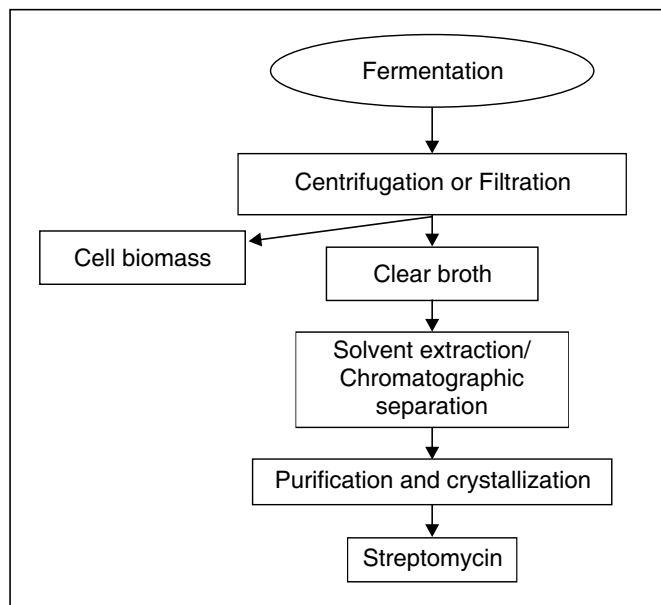 Fermentation
Centrifugation or Filtration
Cell biomass
Clear broth
Solvent extraction/
Chromatographic
separation
Purification and crystallization
Streptomycin